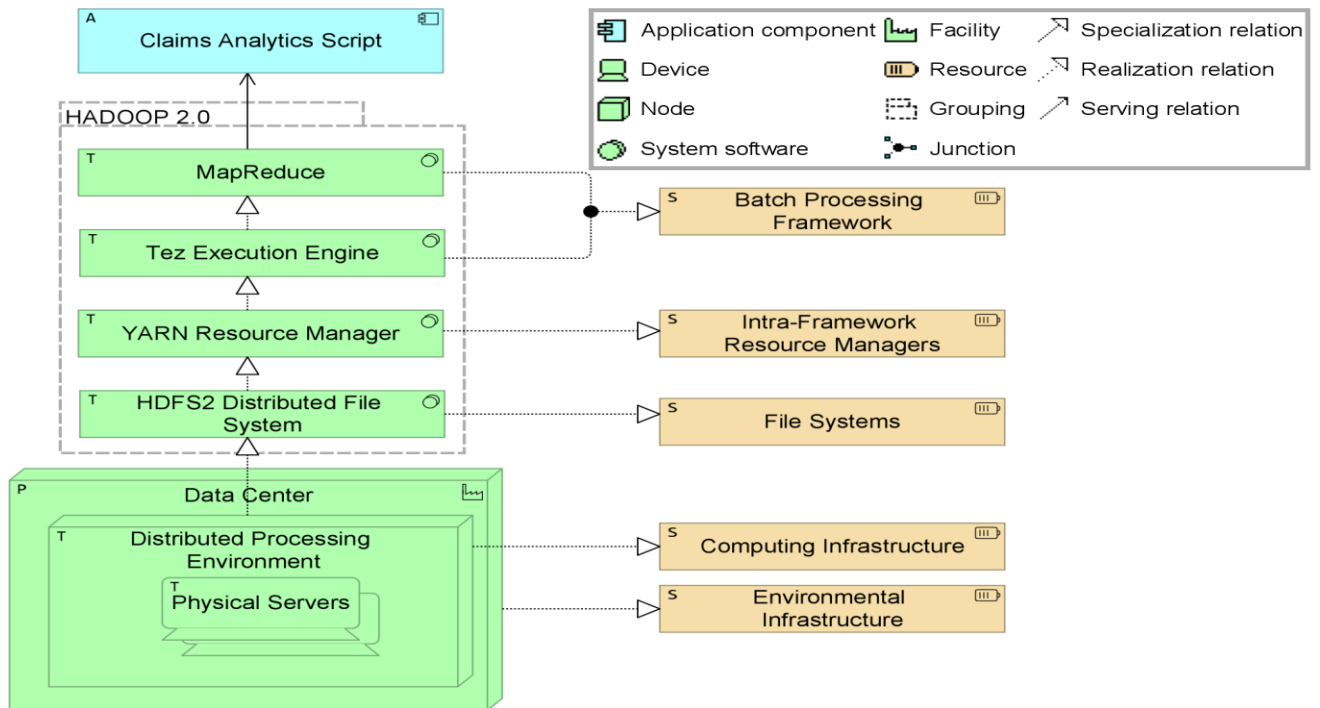 A
Claims Analytics Script
HADOOP 2.0
T
MapReduce
T
Tez Execution Engine
T
YARN Resource Manager
T
HDFS2 Distributed File
System
P
Data Center
T
Distributed Processing
Environment
T
Physical Servers
Application component
Facility
Specialization relation
Device
Resource
Realization relation
Node
Grouping
Serving relation
System software
Junction
S
Batch Processing
Framework
S
Intra-Framework
Resource Managers
S
File Systems
S
Computing Infrastructure
S
Environmental
Infrastructure